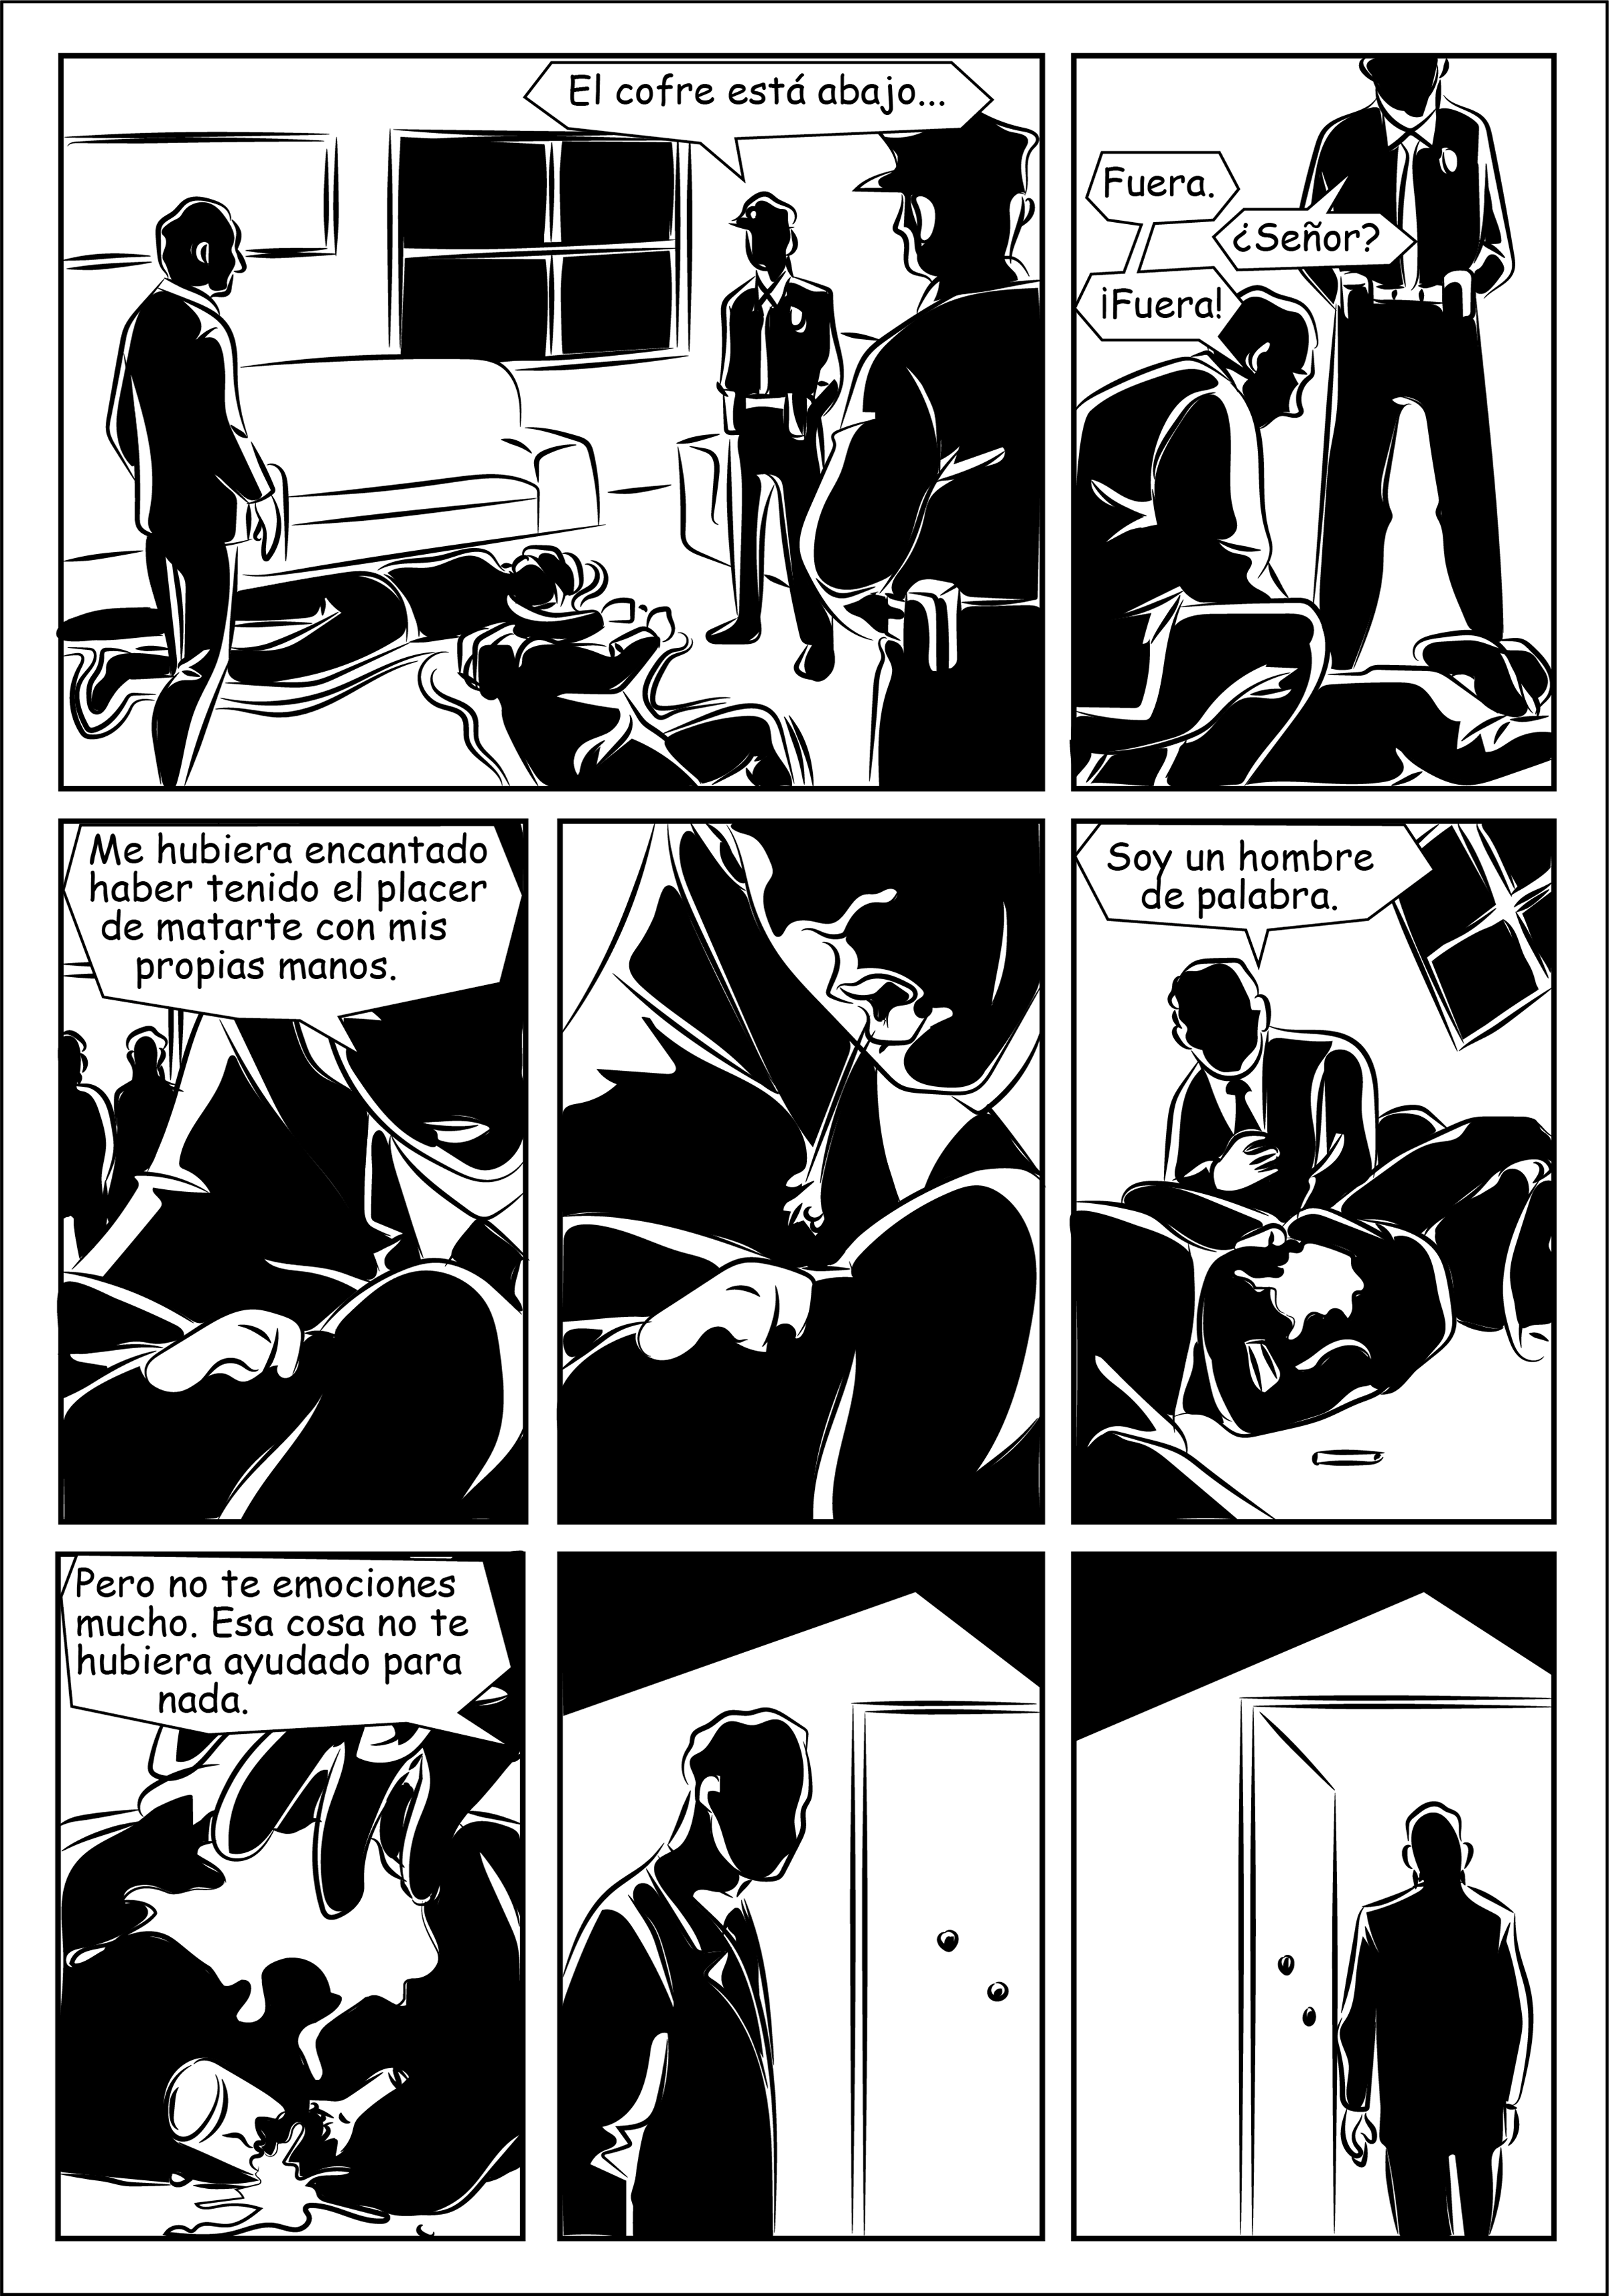 El cofre está abajo...
Fuera.
¿Señor?
¡Fuera!
Me hubiera encantado
haber tenido el placer
de matarte con mis
propias manos.
Soy un hombre
de palabra.
Pero no te emociones
mucho. Esa cosa no te
hubiera ayudado para
nada.